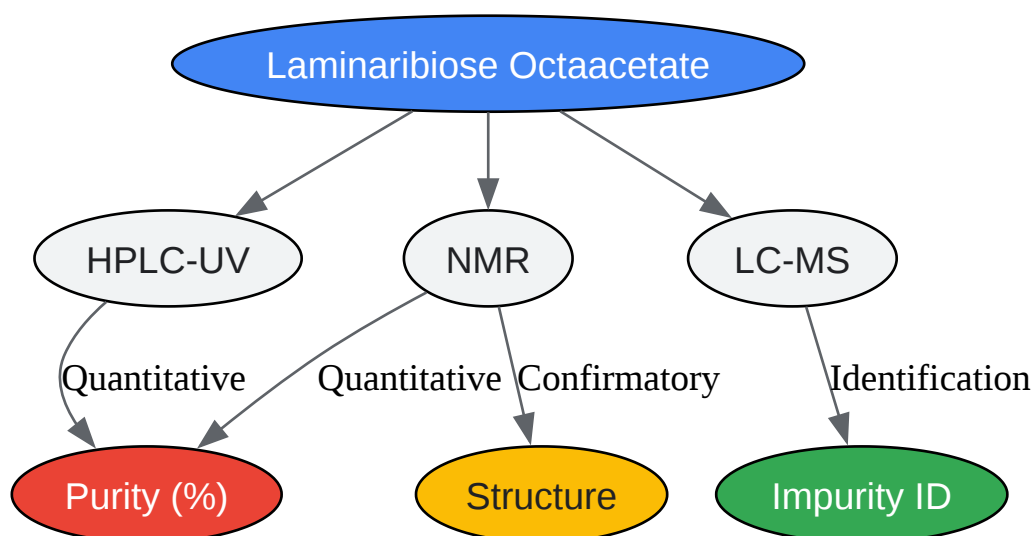 Laminaribiose Octaacetate
HPLC-UV
NMR
LC-MS
Quantitative
Quantitative
Confirmatory
Identification
Purity (%)
Structure
Impurity ID